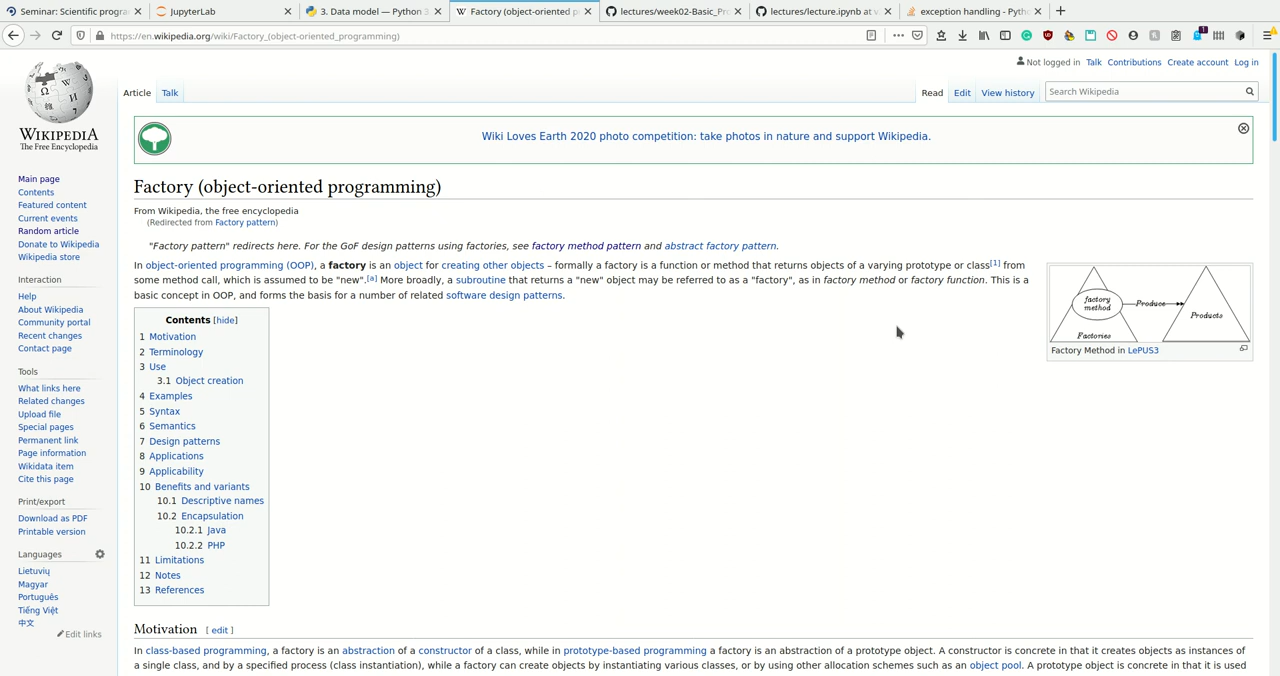 Seminar: Scientific progra
JupyterLab
3. Data model — Python 3
Factory (object-oriented p
lectures/week02-Basic_Pr
lectures/lecture.ipynb at v.
exception handling - Pyth
https://en.wikipedia.org/wiki/Factory_(object-oriented_programming)
Not logged in Talk Contributions Create account Log in
Article Talk Read Edit View history Search Wikipedia
WIKIPEDIA
The Free Encyclopedia
Main page
Contents
Featured content
Current events
Random article
Donate to Wikipedia
Wikipedia store
Interaction
Help
About Wikipedia
Community portal
Recent changes
Contact page
Tools
What links here
Related changes
Upload file
Special pages
Permanent link
Page information
Wikidata item
Cite this page
Print/export
Download as PDF
Printable version
Languages
Lietuvių
Magyar
Português
Tiếng Việt
中文
Edit links
Wiki Loves Earth 2020 photo competition: take photos in nature and support Wikipedia.
Factory (object-oriented programming)
From Wikipedia, the free encyclopedia
(Redirected from Factory pattern)
"Factory pattern" redirects here. For the GoF design patterns using factories, see factory method pattern and abstract factory pattern.
In object-oriented programming (OOP), a factory is an object for creating other objects – formally a factory is a function or method that returns objects of a varying prototype or class[1] from
some method call, which is assumed to be "new".[a] More broadly, a subroutine that returns a "new" object may be referred to as a "factory", as in factory method or factory function. This is a
basic concept in OOP, and forms the basis for a number of related software design patterns.
factory
method
Produce
Products
Factories
Factory Method in LePUS3
Contents [hide]
1 Motivation
2 Terminology
3 Use
3.1 Object creation
4 Examples
5 Syntax
6 Semantics
7 Design patterns
8 Applications
9 Applicability
10 Benefits and variants
10.1 Descriptive names
10.2 Encapsulation
10.2.1 Java
10.2.2 PHP
11 Limitations
12 Notes
13 References
Motivation [ edit ]
In class-based programming, a factory is an abstraction of a constructor of a class, while in prototype-based programming a factory is an abstraction of a prototype object. A constructor is concrete in that it creates objects as instances of
a single class, and by a specified process (class instantiation), while a factory can create objects by instantiating various classes, or by using other allocation schemes such as an object pool. A prototype object is concrete in that it is used